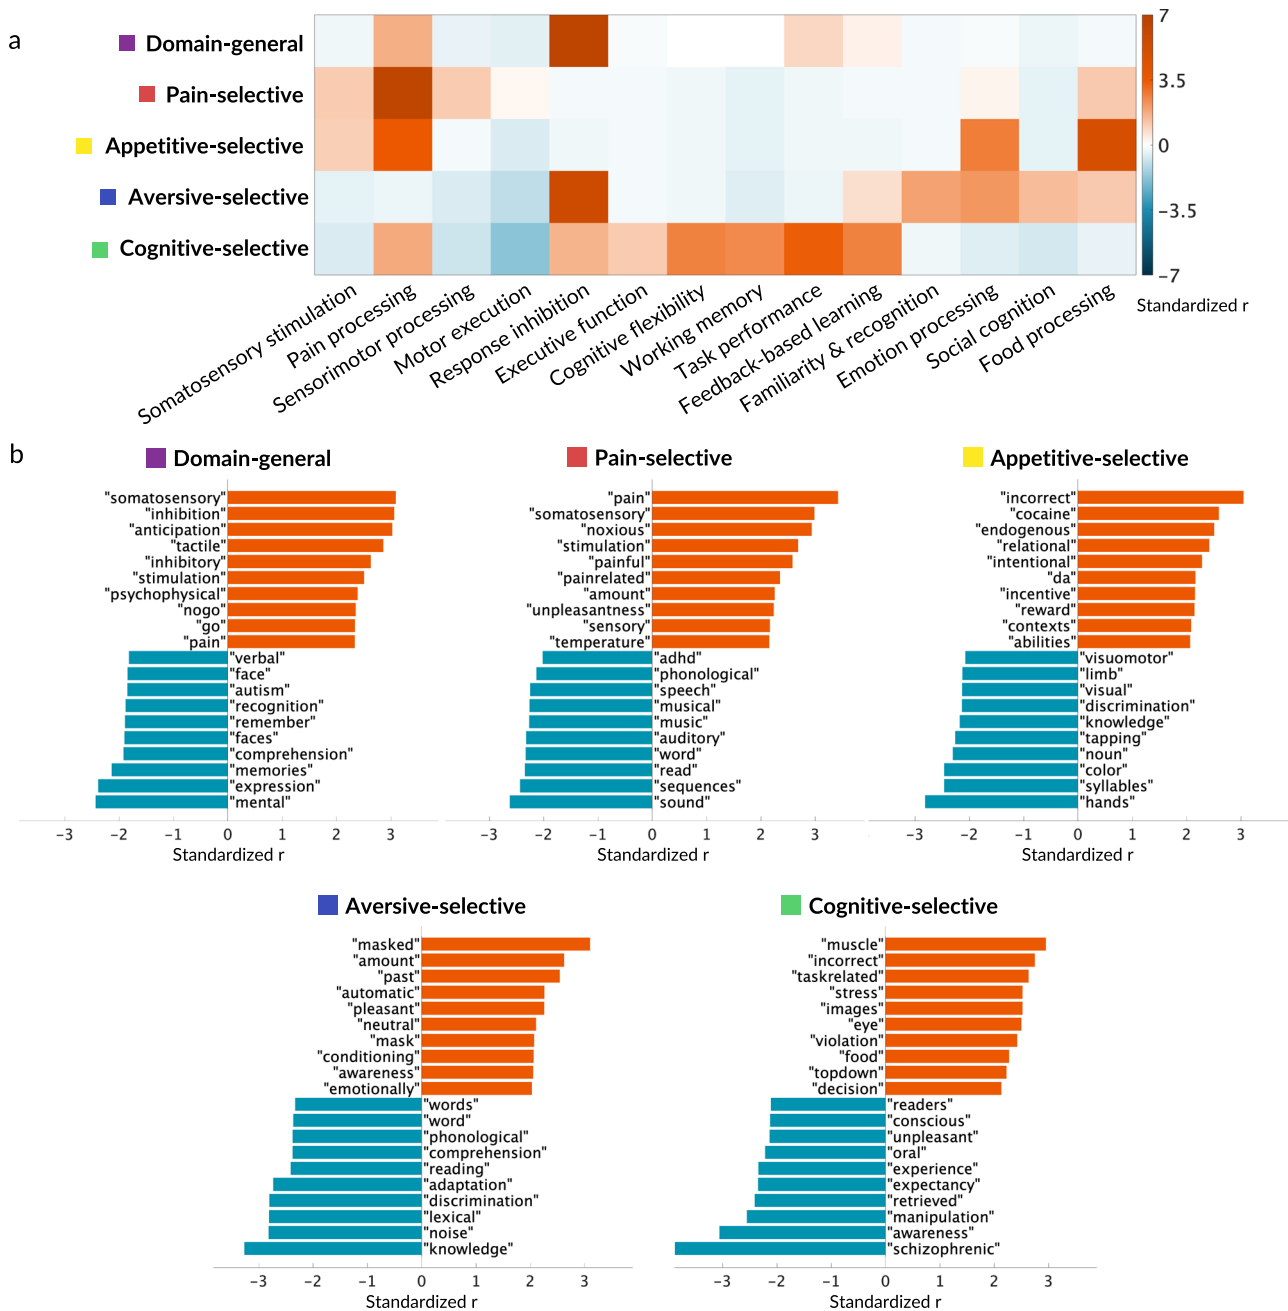 a
Domain-general
Pain-selective
Appetitive-selective
Aversive-selective
Cognitive-selective
7
3.5
0
−3.5
−7
Standardized r
Somatosensory stimulation
Pain processing
Sensorimotor processing
Motor execution
Response inhibition
Executive function
Cognitive flexibility
Working memory
Task performance
Feedback-based learning
Familiarity & recognition
Emotion processing
Social cognition
Food processing
b
Domain-general
"somatosensory"
"inhibition"
"anticipation"
"tactile"
"inhibitory"
"stimulation"
"psychophysical"
"nogo"
"go"
"pain"
"verbal"
"face"
"autism"
"recognition"
"remember"
"faces"
"comprehension"
"memories"
"expression"
"mental"
−3 −2 −1 0 1 2 3
Standardized r
Pain-selective
"pain"
"somatosensory"
"noxious"
"stimulation"
"painful"
"painrelated"
"amount"
"unpleasantness"
"sensory"
"temperature"
"adhd"
"phonological"
"speech"
"musical"
"music"
"auditory"
"word"
"read"
"sequences"
"sound"
−3 −2 −1 0 1 2 3
Standardized r
Appetitive-selective
"incorrect"
"cocaine"
"endogenous"
"relational"
"intentional"
"da"
"incentive"
"reward"
"contexts"
"abilities"
"visuomotor"
"limb"
"visual"
"discrimination"
"knowledge"
"tapping"
"noun"
"color"
"syllables"
"hands"
−3 −2 −1 0 1 2 3
Standardized r
Aversive-selective
"masked"
"amount"
"past"
"automatic"
"pleasant"
"neutral"
"mask"
"conditioning"
"awareness"
"emotionally"
"words"
"word"
"phonological"
"comprehension"
"reading"
"adaptation"
"discrimination"
"lexical"
"noise"
"knowledge"
−3 −2 −1 0 1 2 3
Standardized r
Cognitive-selective
"muscle"
"incorrect"
"taskrelated"
"stress"
"images"
"eye"
"violation"
"food"
"topdown"
"decision"
"readers"
"conscious"
"unpleasant"
"oral"
"experience"
"expectancy"
"retrieved"
"manipulation"
"awareness"
"schizophrenic"
−3 −2 −1 0 1 2 3
Standardized r